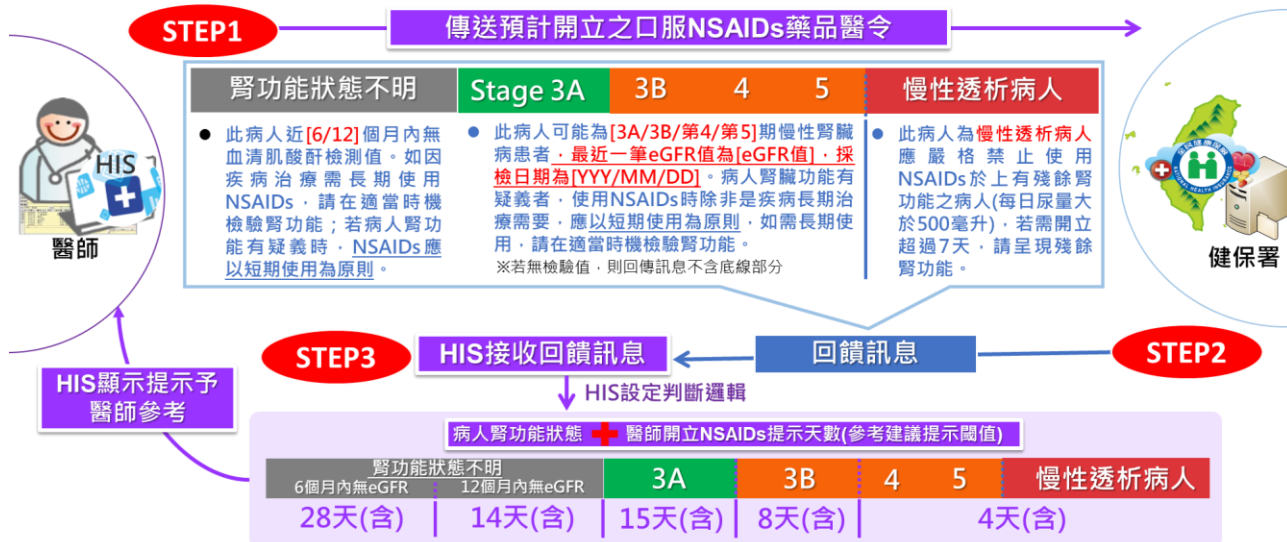 STEP1
傳送預計開立之口服NSAIDs藥品醫令
HIS
醫師
腎功能狀態不明
Stage 3A
3B
4
5
慢性透析病人
● 此病人近[6/12]個月內無
血清肌酸酐檢測值。如因
疾病治療需長期使用
NSAIDs，請在適當時機
檢驗腎功能；若病人腎功
能有疑義時，NSAIDs應
以短期使用為原則。
● 此病人可能為[3A/3B/第4/第5]期慢性腎臟
病患者，最近一筆eGFR值為[eGFR值]，採
檢日期為[YYY/MM/DD]。病人腎臟功能有
疑義者，使用NSAIDs時除非是疾病長期治
療需要，應以短期使用為原則，如需長期使
用，請在適當時機檢驗腎功能。
※若無檢驗值，則回傳訊息不含底線部分
● 此病人為慢性透析病人
應嚴格禁止使用
NSAIDs於上有殘餘腎
功能之病人(每日尿量大
於500毫升)，若需開立
超過7天，請呈現殘餘
腎功能。
健保署
STEP3
HIS接收回饋訊息
回饋訊息
STEP2
HIS顯示提示予
醫師參考
HIS設定判斷邏輯
病人腎功能狀態
醫師開立NSAIDs提示天數(參考建議提示閾值)
腎功能狀態不明
6個月內無eGFR
12個月內無eGFR
3A
3B
4
5
慢性透析病人
28天(含)
14天(含)
15天(含)
8天(含)
4天(含)